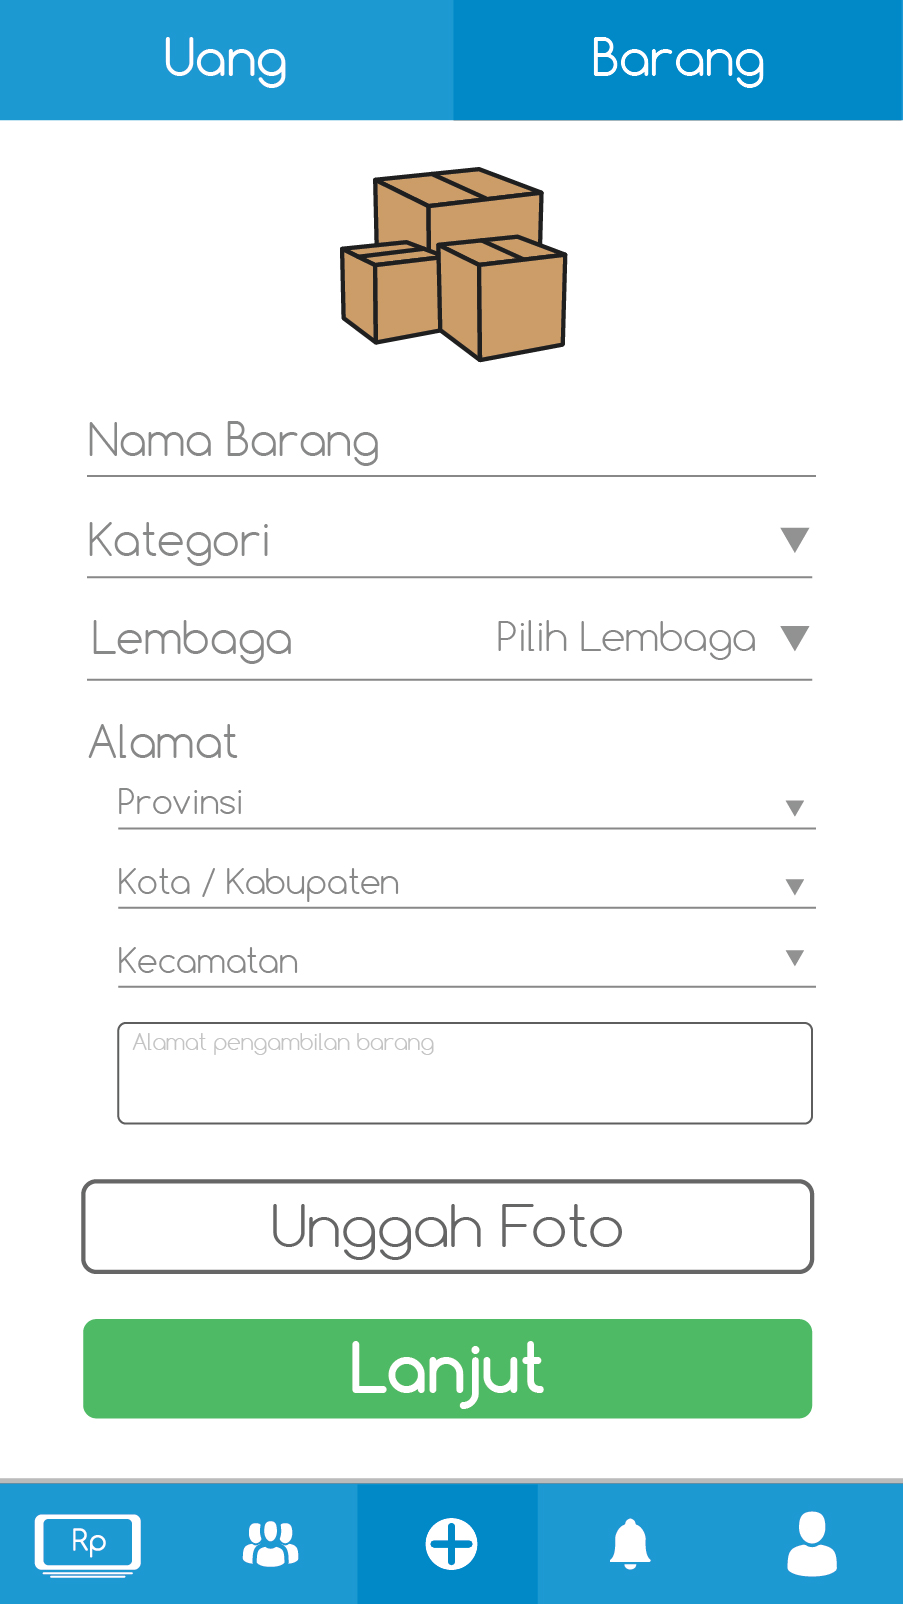 Uang Barang
Nama Barang
Kategori
Lembaga Pilih Lembaga
Alamat
Provinsi
Kota / Kabupaten
Kecamatan
Alamat pengambilan barang
Unggah Foto
Lanjut
Rp